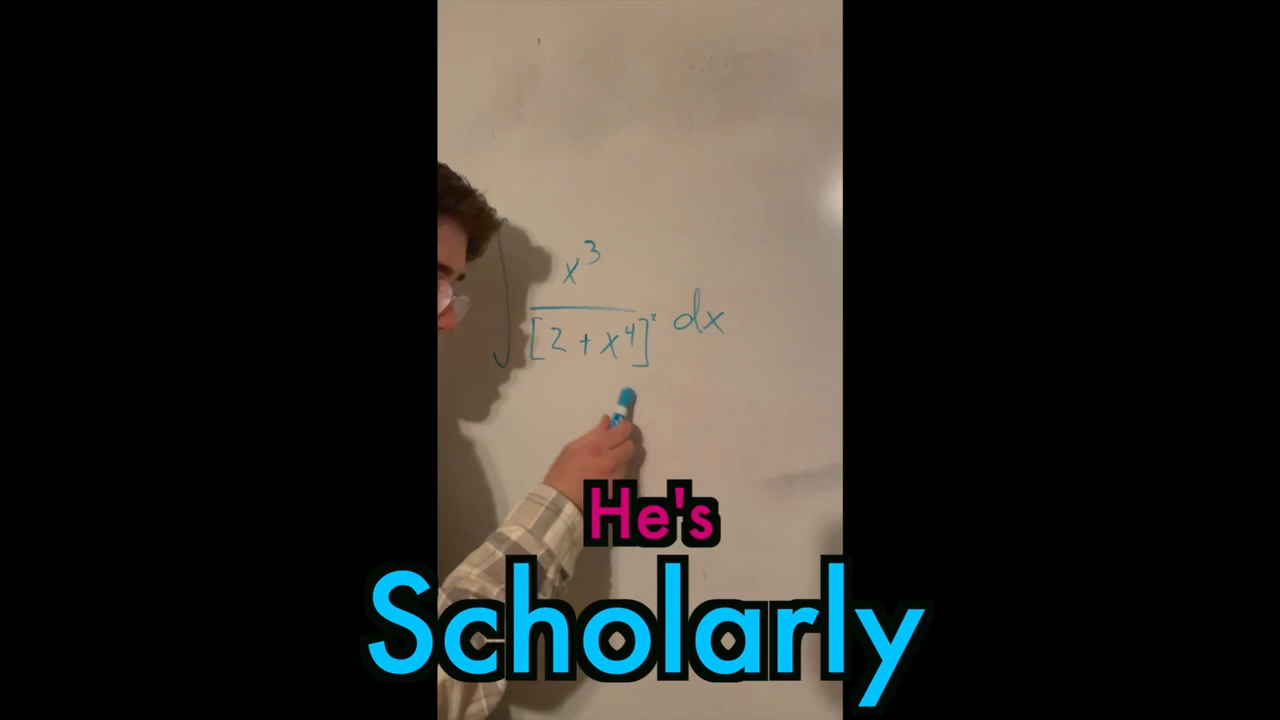 ∫ x³ / [2 + x⁴]² dx
He's
Scholarly